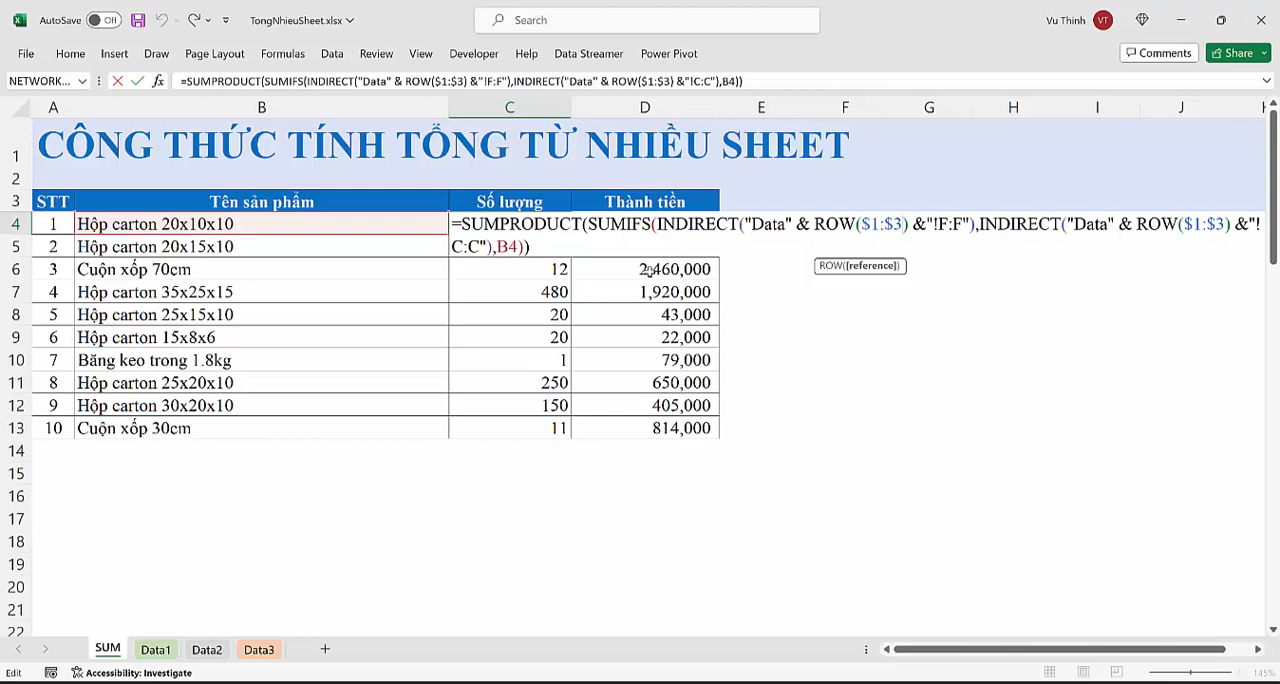 AutoSave Off TongNhieuSheet.xlsx Search Vu Thinh VT
File Home Insert Draw Page Layout Formulas Data Review View Developer Help Data Streamer Power Pivot Comments Share
NETWORK... fx =SUMPRODUCT(SUMIFS(INDIRECT("Data" & ROW($1:$3) &"!F:F"),INDIRECT("Data" & ROW($1:$3) &"!C:C"),B4))
A B C D E F G H I J
1 CÔNG THỨC TÍNH TỔNG TỪ NHIỀU SHEET
2
3 STT Tên sản phẩm Số lượng Thành tiền
4 1 Hộp carton 20x10x10 =SUMPRODUCT(SUMIFS(INDIRECT("Data" & ROW($1:$3) &"!F:F"),INDIRECT("Data" & ROW($1:$3) &"!
5 2 Hộp carton 20x15x10 C:C"),B4))
6 3 Cuộn xốp 70cm 12 2,460,000 ROW([reference])
7 4 Hộp carton 35x25x15 480 1,920,000
8 5 Hộp carton 25x15x10 20 43,000
9 6 Hộp carton 15x8x6 20 22,000
10 7 Băng keo trong 1.8kg 1 79,000
11 8 Hộp carton 25x20x10 250 650,000
12 9 Hộp carton 30x20x10 150 405,000
13 10 Cuộn xốp 30cm 11 814,000
14
15
16
17
18
19
20
21
22
SUM Data1 Data2 Data3
Edit Accessibility: Investigate 145%